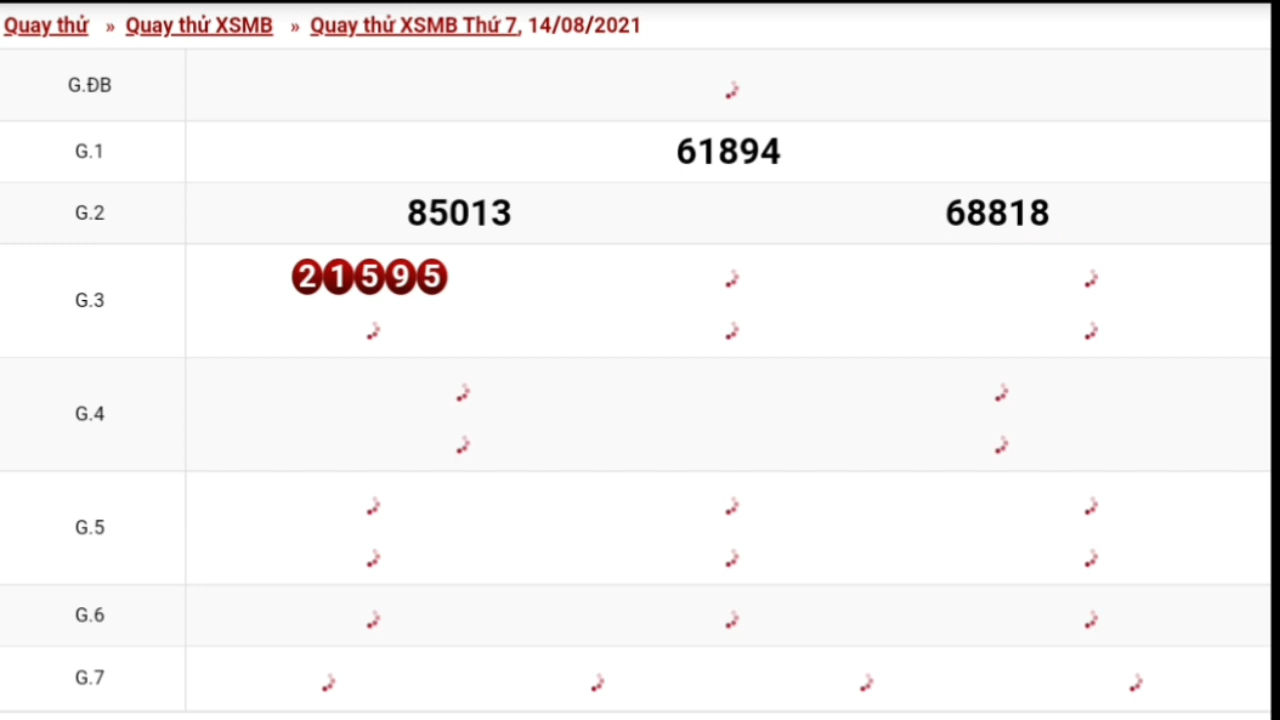 Quay thử » Quay thử XSMB » Quay thử XSMB Thứ 7, 14/08/2021
G.ĐB
G.1 61894
G.2 85013 68818
G.3 21595
G.4
G.5
G.6
G.7